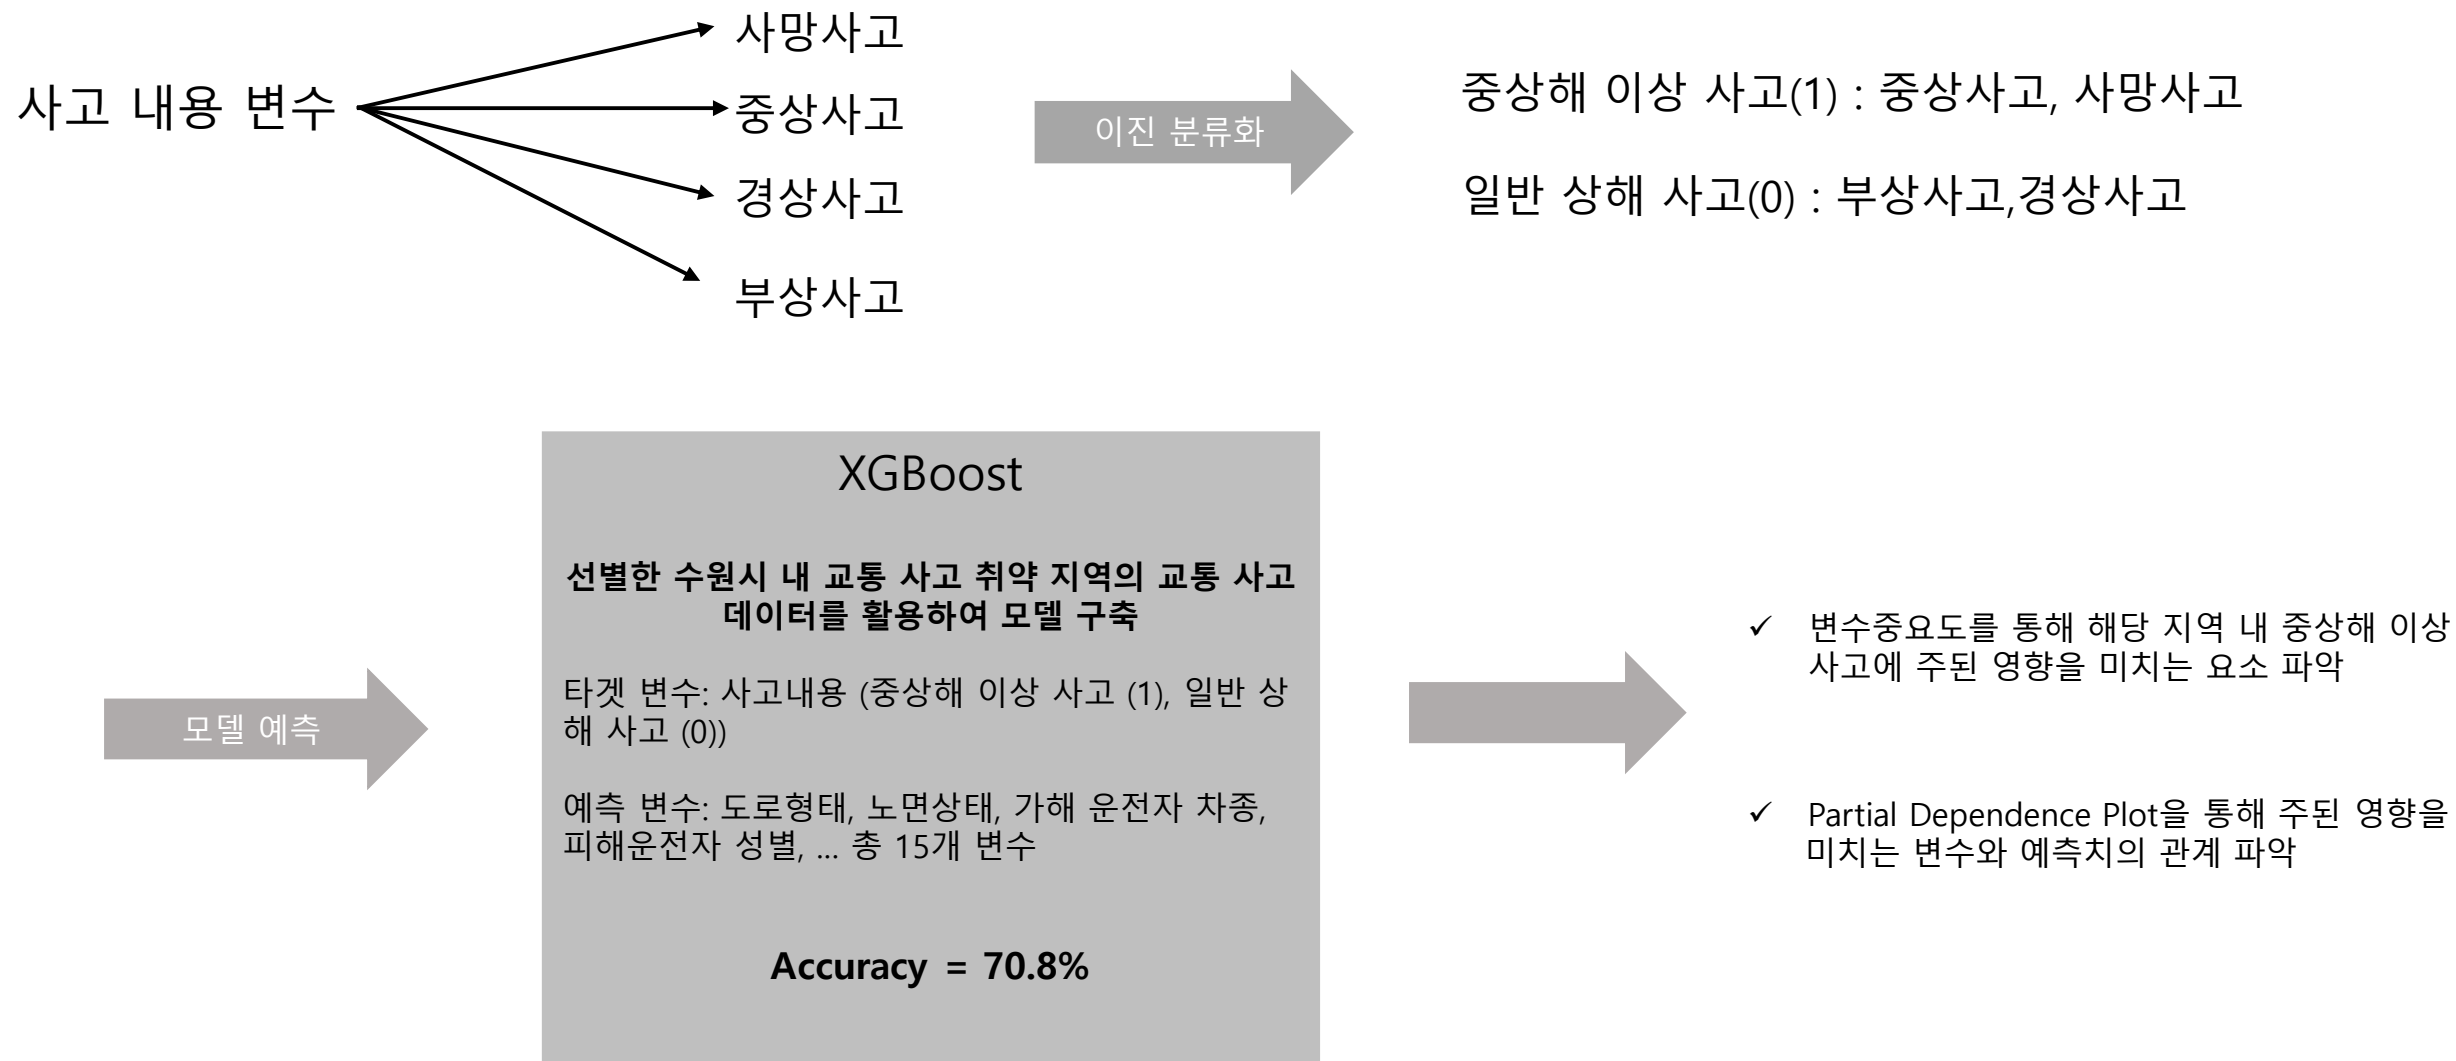 사고 내용 변수
사망사고
중상사고
경상사고
부상사고
이진 분류화
중상해 이상 사고(1) : 중상사고, 사망사고
일반 상해 사고(0) : 부상사고,경상사고
모델 예측
XGBoost
선별한 수원시 내 교통 사고 취약 지역의 교통 사고
데이터를 활용하여 모델 구축
타겟 변수: 사고내용 (중상해 이상 사고 (1), 일반 상
해 사고 (0))
예측 변수: 도로형태, 노면상태, 가해 운전자 차종,
피해운전자 성별, ... 총 15개 변수
Accuracy = 70.8%
✓ 변수중요도를 통해 해당 지역 내 중상해 이상
사고에 주된 영향을 미치는 요소 파악
✓ Partial Dependence Plot을 통해 주된 영향을
미치는 변수와 예측치의 관계 파악